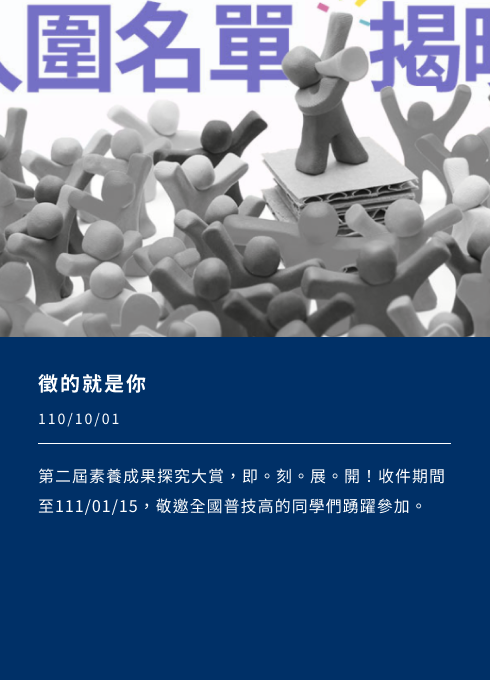 入圍名單 揭曉
徵的就是你
110/10/01
第二屆素養成果探究大賞，即。刻。展。開！收件期間
至111/01/15，敬邀全國普技高的同學們踴躍參加。